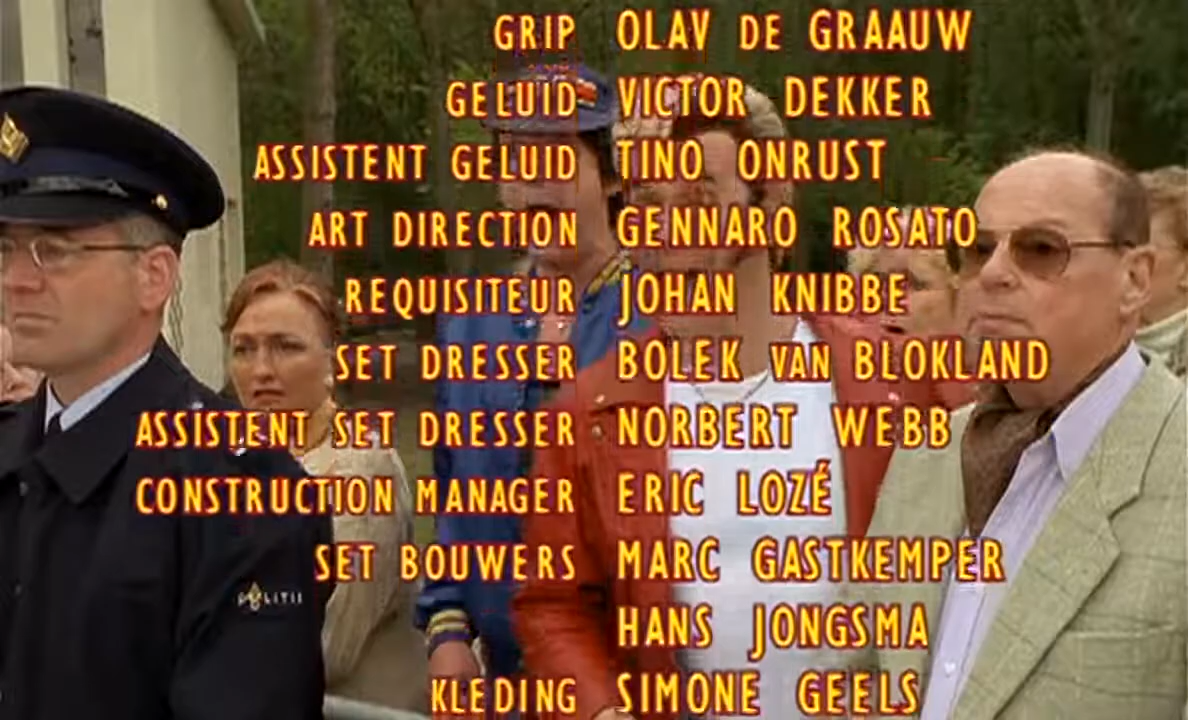 GRIP OLAV DE GRAAUW
GELUID VICTOR DEKKER
ASSISTENT GELUID TINO ONRUST
ART DIRECTION GENNARO ROSATO
REQUISITEUR JOHAN KNIBBE
SET DRESSER BOLEK VAN BLOKLAND
ASSISTENT SET DRESSER NORBERT WEBB
CONSTRUCTION MANAGER ERIC LOZÉ
SET BOUWERS MARC GASTKEMPER
POLITIE
HANS JONGSMA
KLEDING SIMONE GEELS